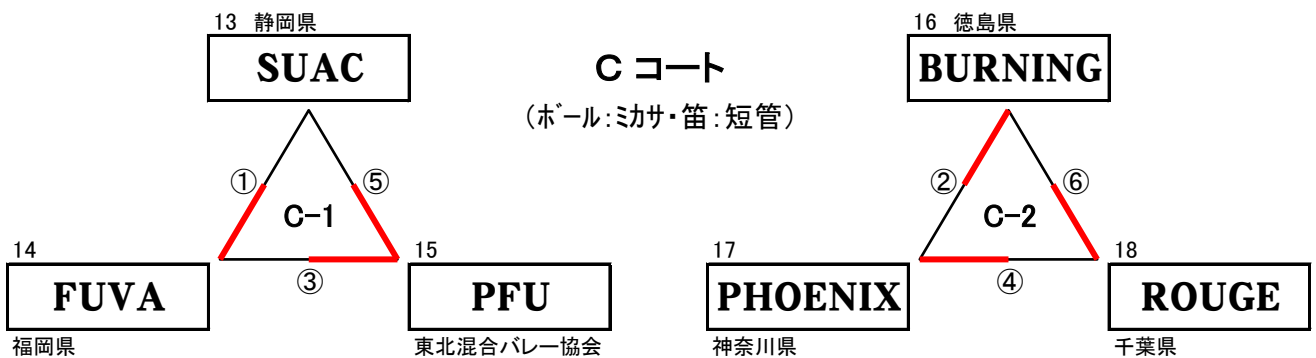 13 静岡県
SUAC
Cコート
(ボール:ミカサ・笛:短管)
16 徳島県
BURNING
①
⑤
C-1
②
⑥
C-2
14
FUVA
福岡県
③
15
PFU
東北混合バレー協会
17
PHOENIX
神奈川県
④
18
ROUGE
千葉県